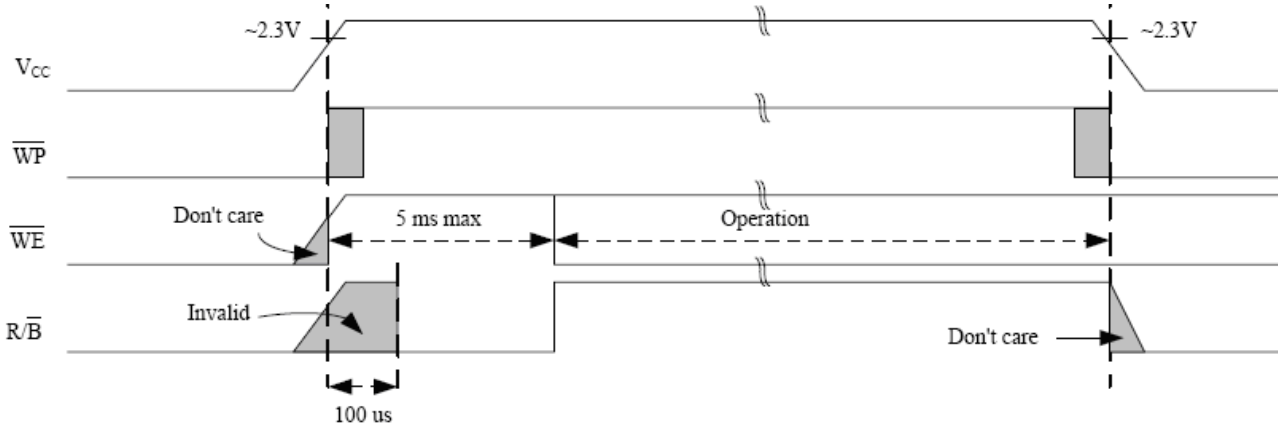 ~2.3V
~2.3V
VCC
WP
Don't care
5 ms max
Operation
WE
Invalid
R/B
Don't care
100 us